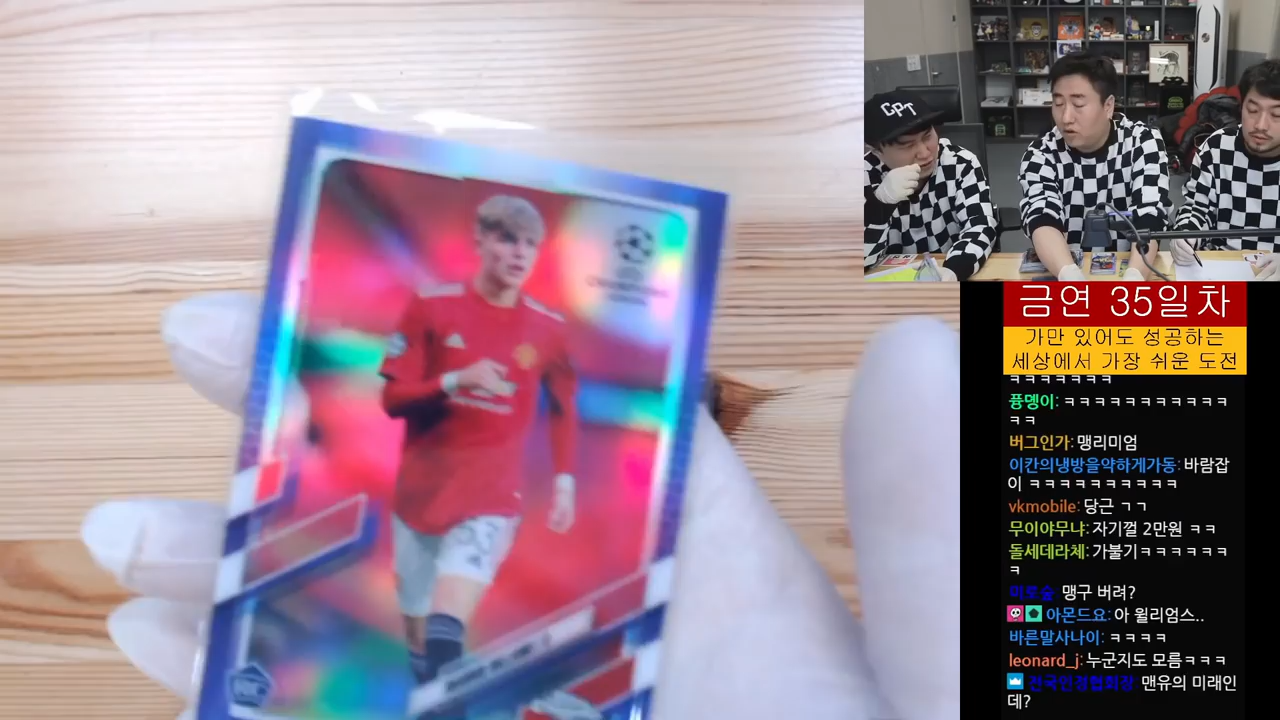 CPT
금연 35일차
가만 있어도 성공하는
세상에서 가장 쉬운 도전
ㅋㅋㅋㅋㅋㅋㅋ
퓽뎽이: ㅋㅋㅋㅋㅋㅋㅋㅋㅋㅋㅋ
ㅋㅋ
버그인가: 맹리미엄
이칸의냉방을약하게가동: 바람잡
이 ㅋㅋㅋㅋㅋㅋㅋㅋㅋㅋ
vkmobile: 당근 ㄱㄱ
무이야무냐: 자기껄 2만원 ㅋㅋ
돌세데라체: 가불기ㅋㅋㅋㅋㅋㅋ
ㅋ
미로숲: 맹구 버려?
아몬드요: 아 윌리엄스..
바른말사나이: ㅋㅋㅋㅋ
leonard_j: 누군지도 모름ㅋㅋㅋ
전국인정협회장: 맨유의 미래인
데?